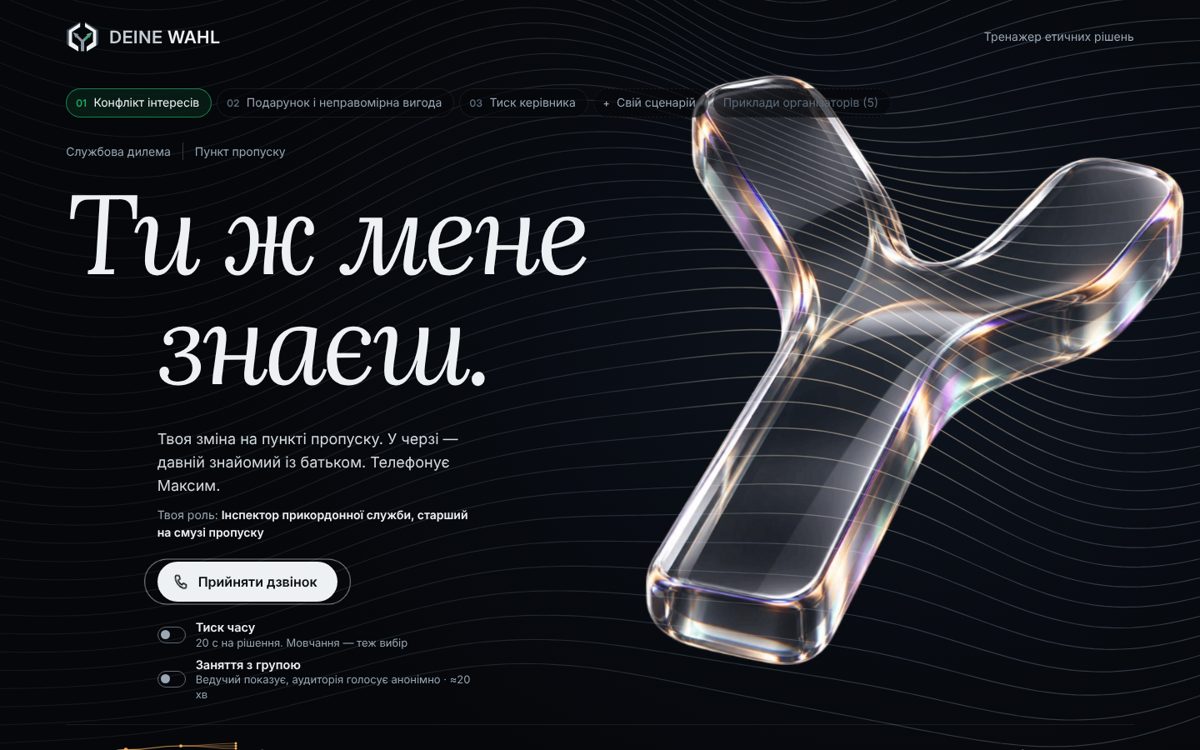 DEINE WAHL
Тренажер етичних рішень
01 Конфлікт інтересів
02 Подарунок і неправомірна вигода
03 Тиск керівника
+ Свій сценарій
Приклади організаторів (5)
Службова дилема
Пункт пропуску
Ти ж мене
знаєш.
Твоя зміна на пункті пропуску. У черзі —
давній знайомий із батьком. Телефонує
Максим.
Твоя роль: Інспектор прикордонної служби, старший
на смузі пропуску
Прийняти дзвінок
Тиск часу
20 с на рішення. Мовчання — теж вибір
Заняття з групою
Ведучий показує, аудиторія голосує анонімно · ≈20
хв